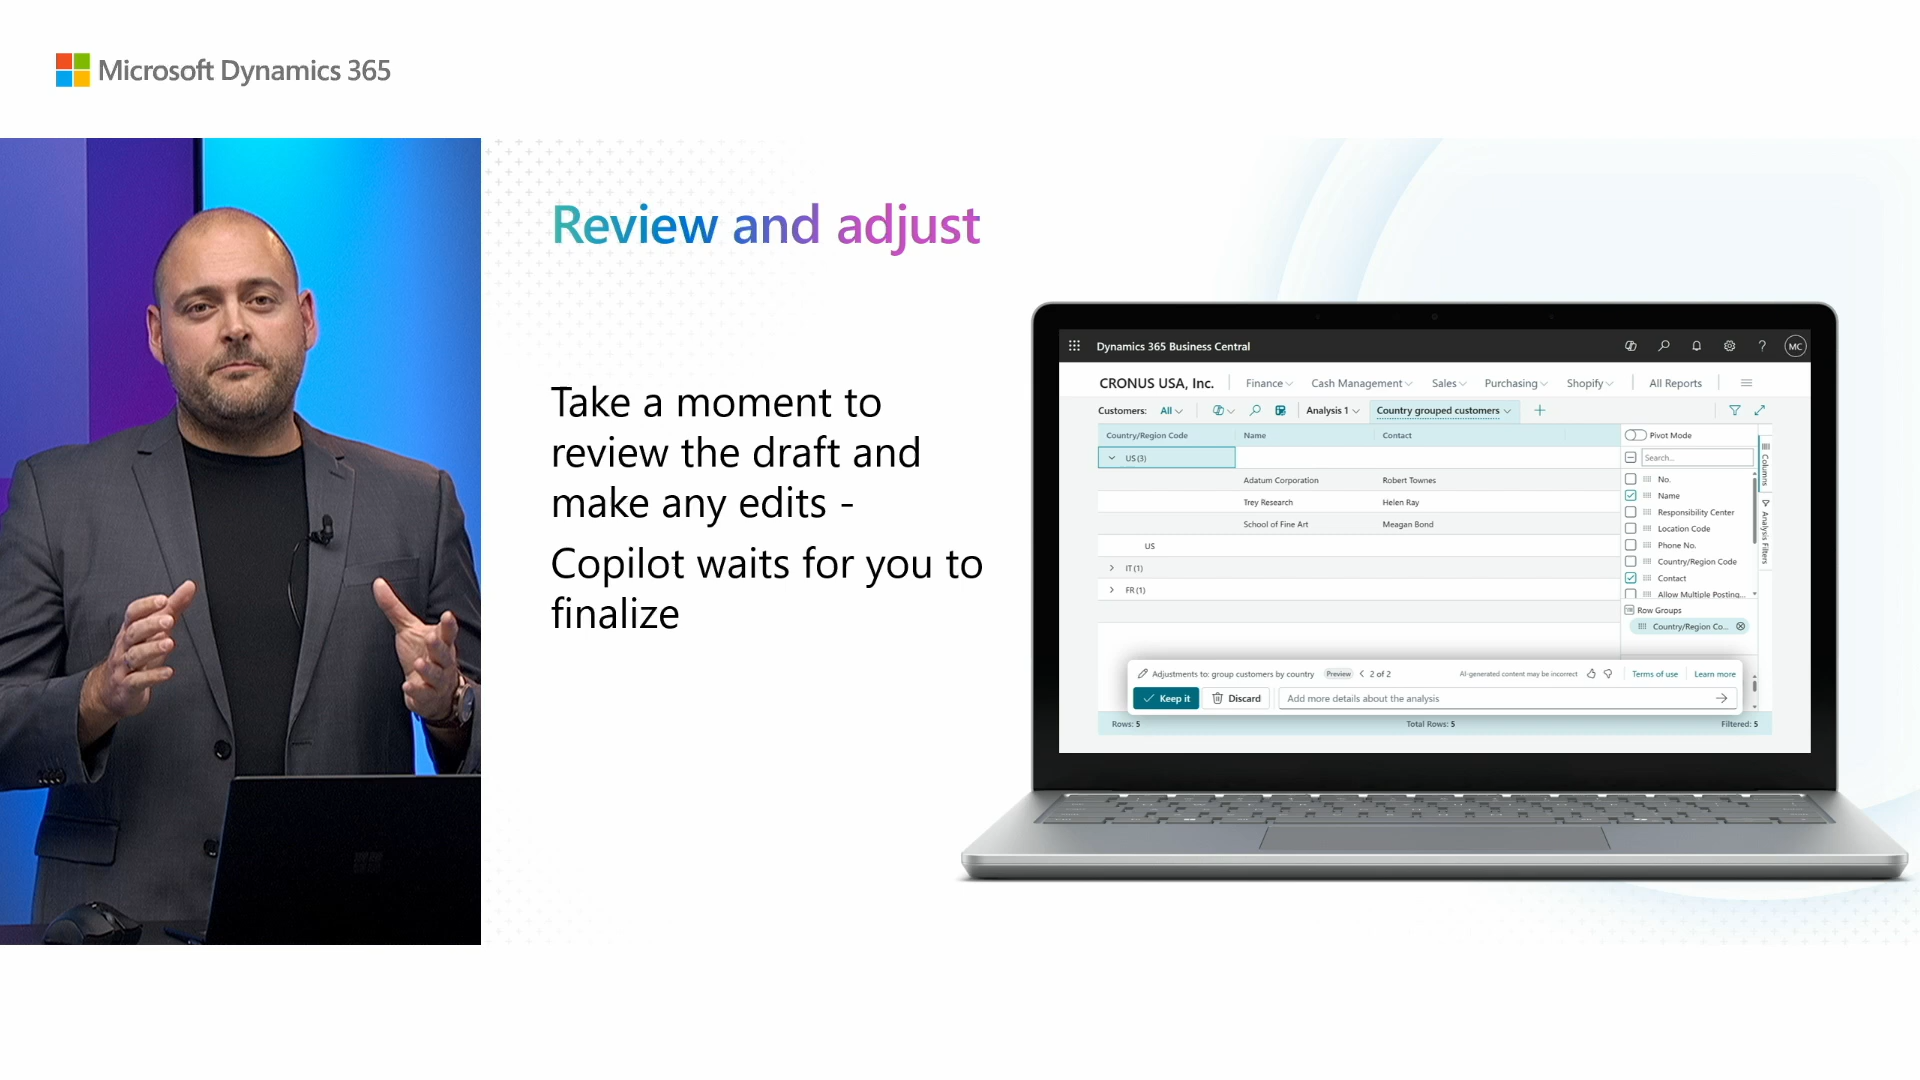 Microsoft Dynamics 365
Review and adjust
Take a moment to
review the draft and
make any edits -
Copilot waits for you to
finalize
Dynamics 365 Business Central
MC
CRONUS USA, Inc. Finance Cash Management Sales Purchasing Shopify All Reports
Customers: All Analysis 1 Country grouped customers
Country/Region Code Name Contact
Pivot Mode
US (3)
Search...
Adatum Corporation Robert Townes
No.
Trey Research Helen Ray
Name
School of Fine Art Meagan Bond
Responsibility Center
Location Code
US
Phone No.
IT (1)
Country/Region Code
Contact
FR (1)
Allow Multiple Posting...
Row Groups
Country/Region Co...
Columns
Analysis Filters
Adjustments to: group customers by country Preview 2 of 2 AI-generated content may be incorrect Terms of use Learn more
Keep it Discard Add more details about the analysis
Rows: 5 Total Rows: 5 Filtered: 5